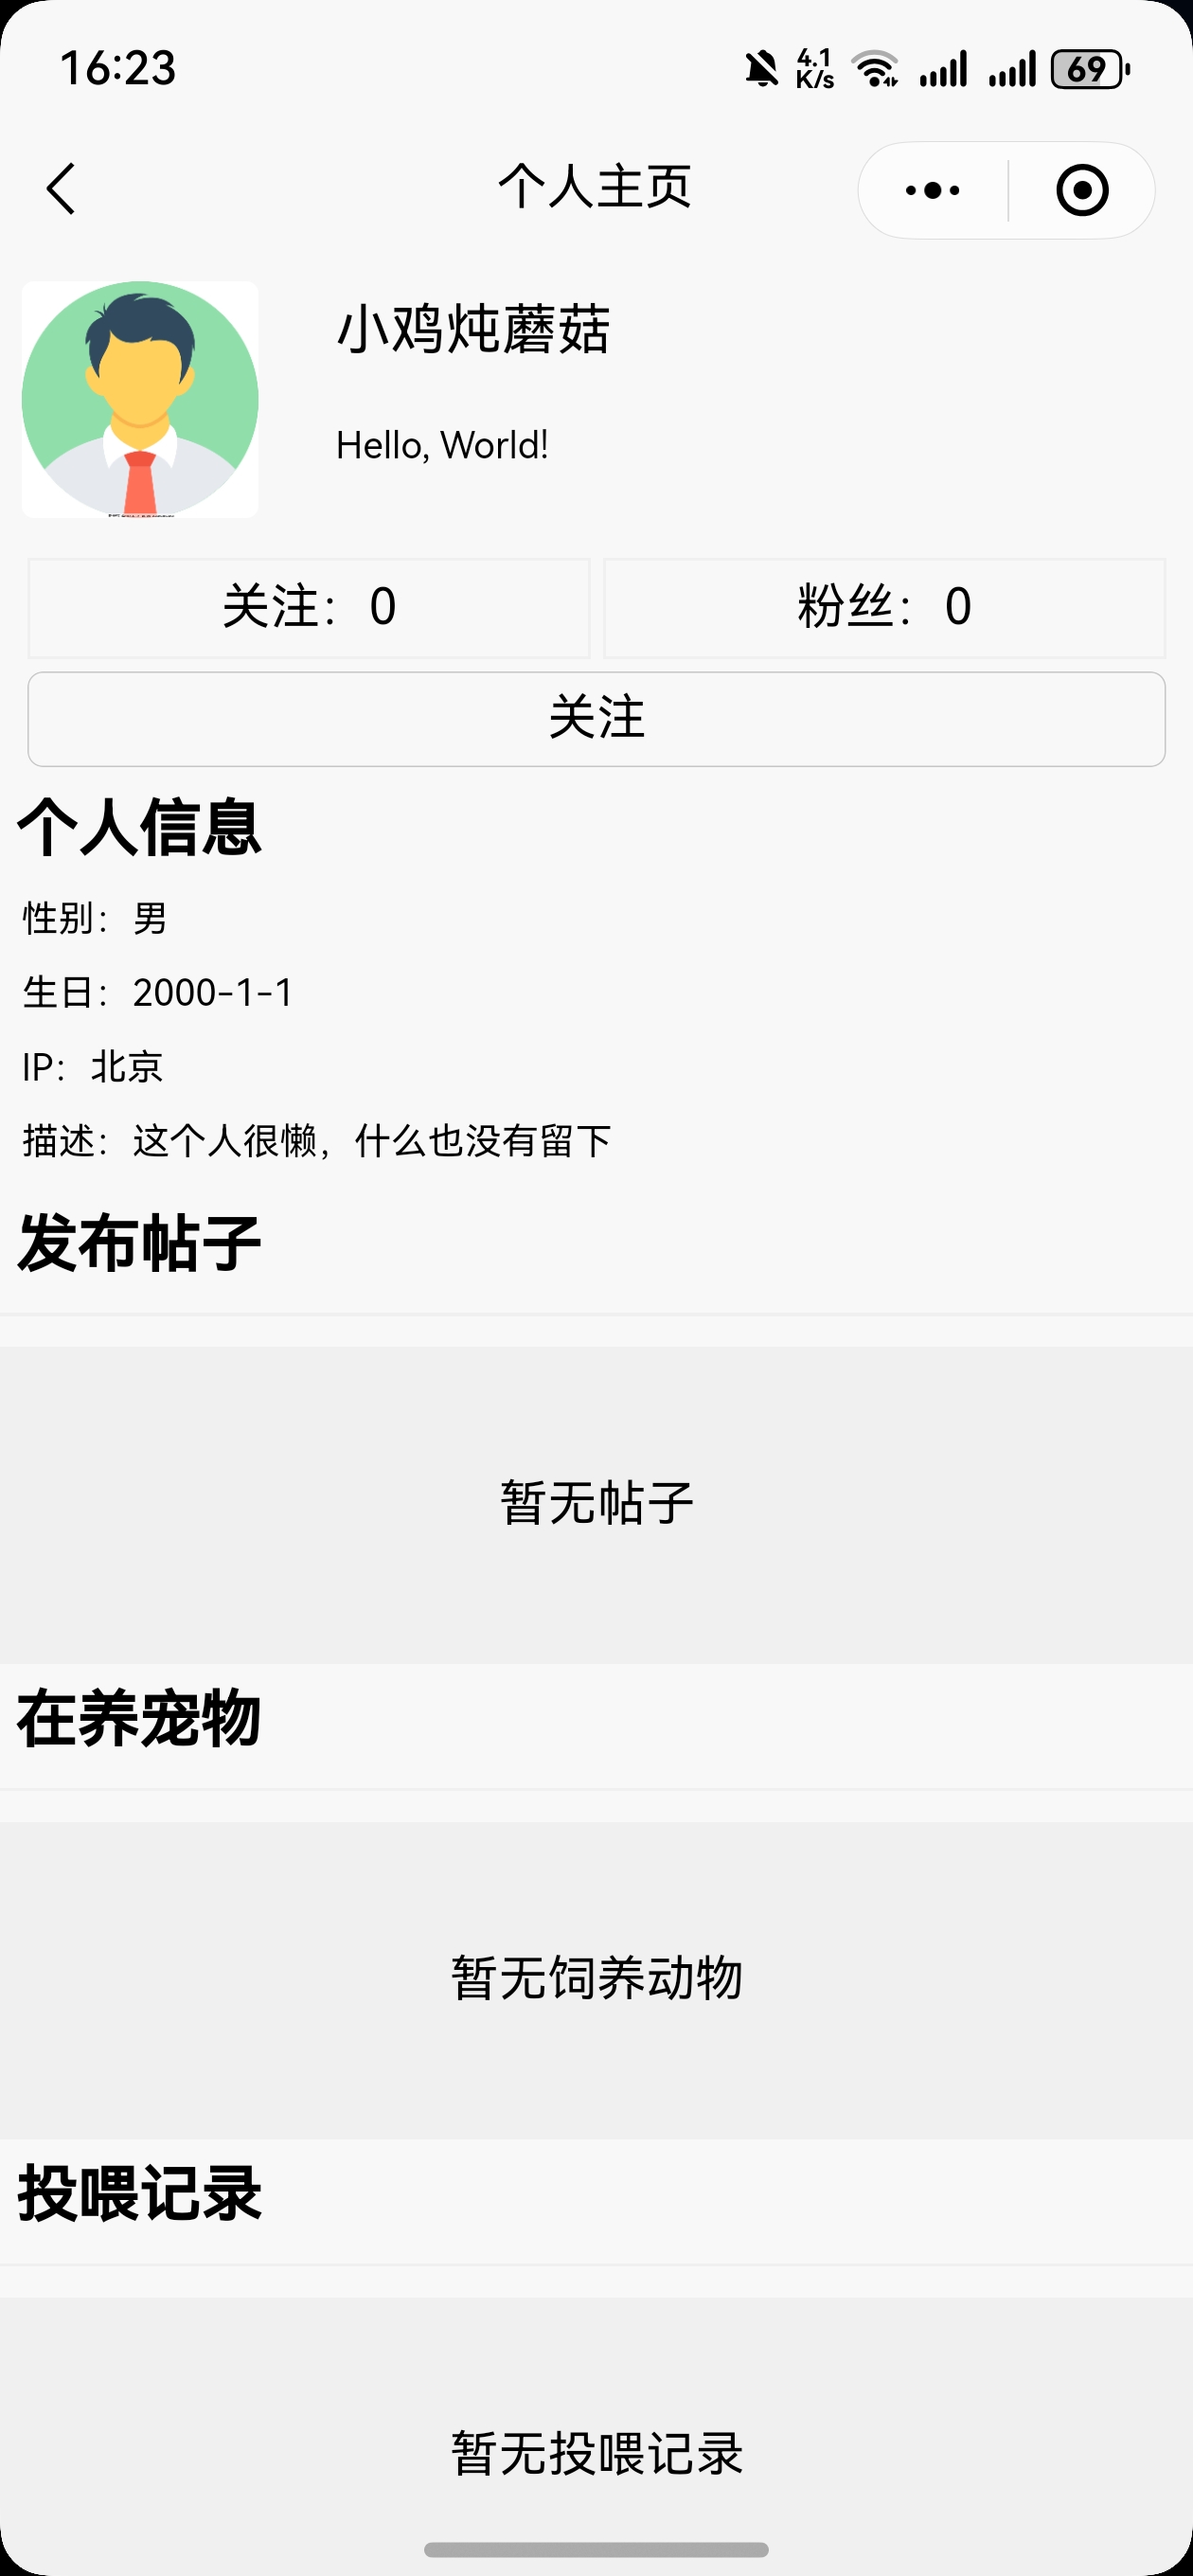 16:23
4.1
K/s
69
个人主页
小鸡炖蘑菇
Hello, World!
关注：0
粉丝：0
关注
个人信息
性别：男
生日：2000-1-1
IP：北京
描述：这个人很懒，什么也没有留下
发布帖子
暂无帖子
在养宠物
暂无饲养动物
投喂记录
暂无投喂记录